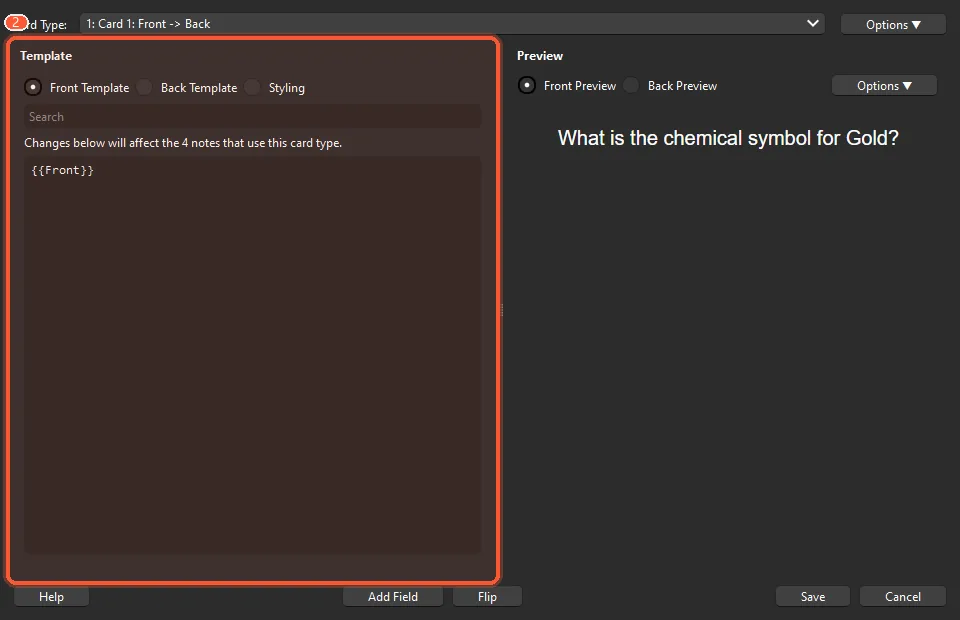 2 rd Type: 1: Card 1: Front -> Back Options ▼
Template
Front Template Back Template Styling
Search
Changes below will affect the 4 notes that use this card type.
{{Front}}
Preview
Front Preview Back Preview Options ▼
What is the chemical symbol for Gold?
Help Add Field Flip Save Cancel